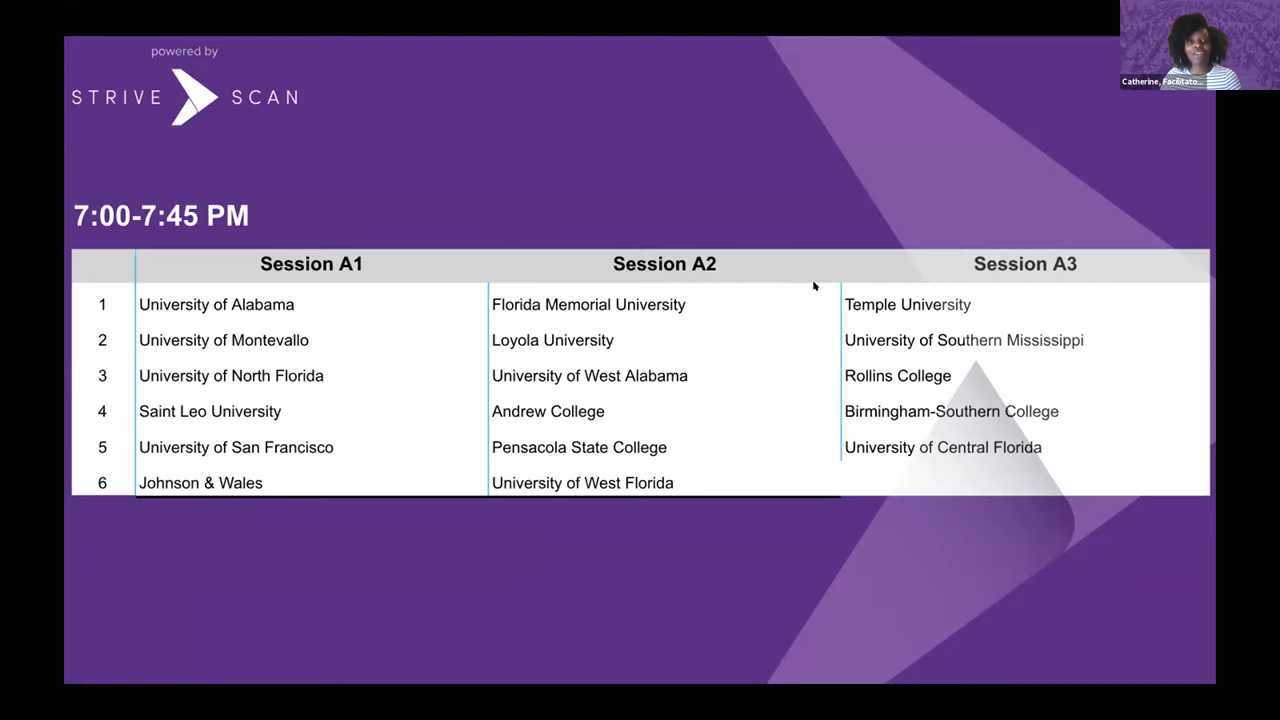 powered by
STRIVE SCAN
Catherine, Facilitato...
7:00-7:45 PM
Session A1 Session A2 Session A3
1 University of Alabama Florida Memorial University Temple University
2 University of Montevallo Loyola University University of Southern Mississippi
3 University of North Florida University of West Alabama Rollins College
4 Saint Leo University Andrew College Birmingham-Southern College
5 University of San Francisco Pensacola State College University of Central Florida
6 Johnson & Wales University of West Florida